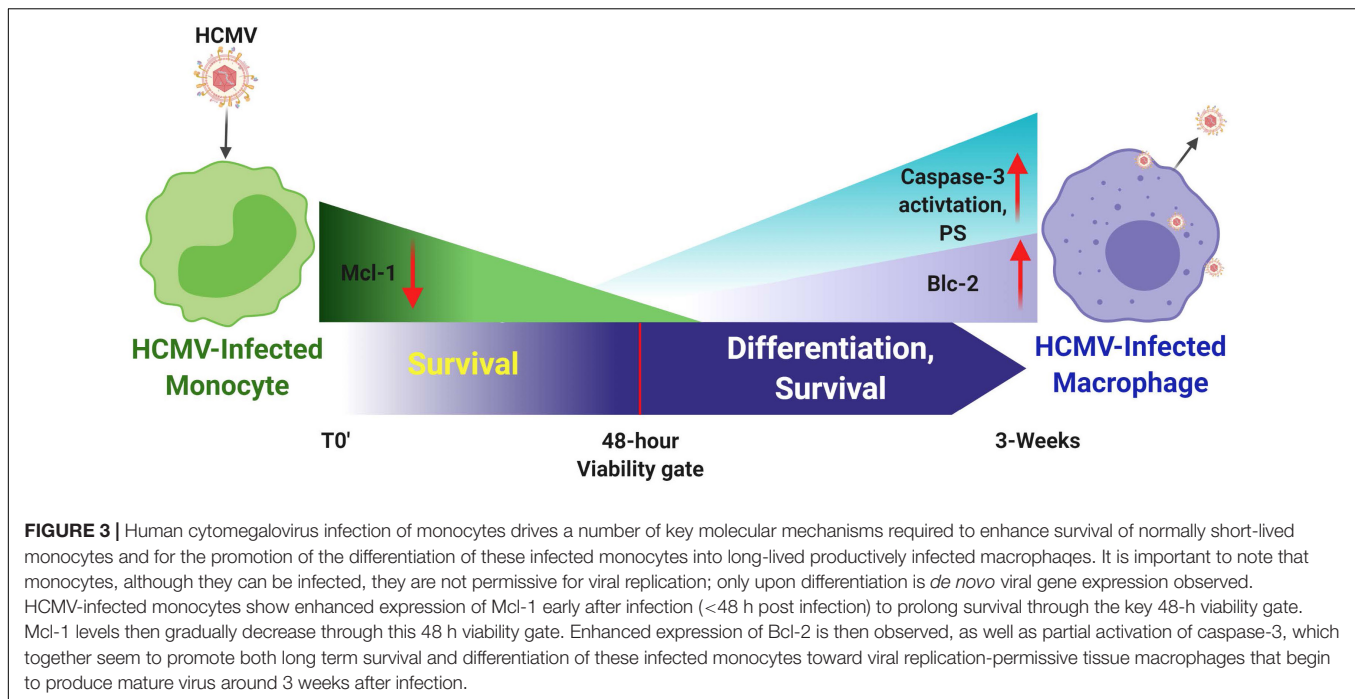 HCMV
Caspase-3
activtation,
PS
Mcl-1
Blc-2
HCMV-Infected
Monocyte
Survival
Differentiation,
Survival
HCMV-Infected
Macrophage
T0'
48-hour
Viability gate
3-Weeks
FIGURE 3 | Human cytomegalovirus infection of monocytes drives a number of key molecular mechanisms required to enhance survival of normally short-lived
monocytes and for the promotion of the differentiation of these infected monocytes into long-lived productively infected macrophaqes. It is important to note that
monocytes, although they can be infected, they are not permissive for viral replication; only upon differentiation is de novo viral gene expression observed.
HCMV-infected monocytes show enhanced expression of Mcl-1 early after infection (<48 h post infection) to prolong survival through the key 48-h viability gate.
Mcl-1 levels then gradually decrease through this 48 h viability gate. Enhanced expression of Bcl-2 is then observed, as well as partial activation of caspase-3, which
together seem to promote both long term survival and differentiation of these infected monocytes toward viral replication-permissive tissue macrophages that begin
to produce mature virus around 3 weeks after infection.